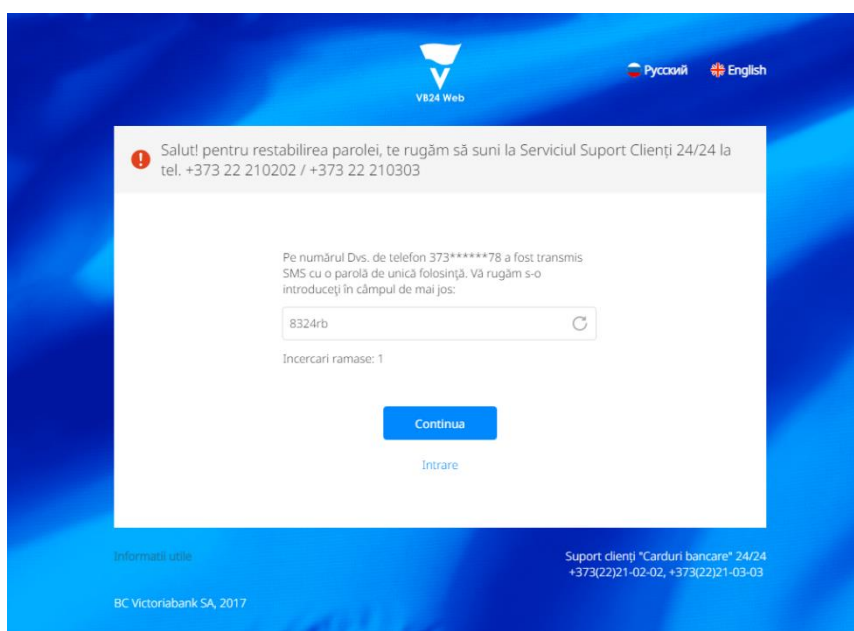 VB24 Web
Русский English
Salut! pentru restabilirea parolei, te rugăm să suni la Serviciul Suport Clienți 24/24 la
tel. +373 22 210202 / +373 22 210303
Pe numărul Dvs. de telefon 373******78 a fost transmis
SMS cu o parolă de unică folosinţă. Vă rugăm s-o
introduceţi în câmpul de mai jos:
8324rb
Incercari ramase: 1
Continua
Intrare
Informatii utile
Suport clienți "Carduri bancare" 24/24
+373(22)21-02-02, +373(22)21-03-03
BC Victoriabank SA, 2017